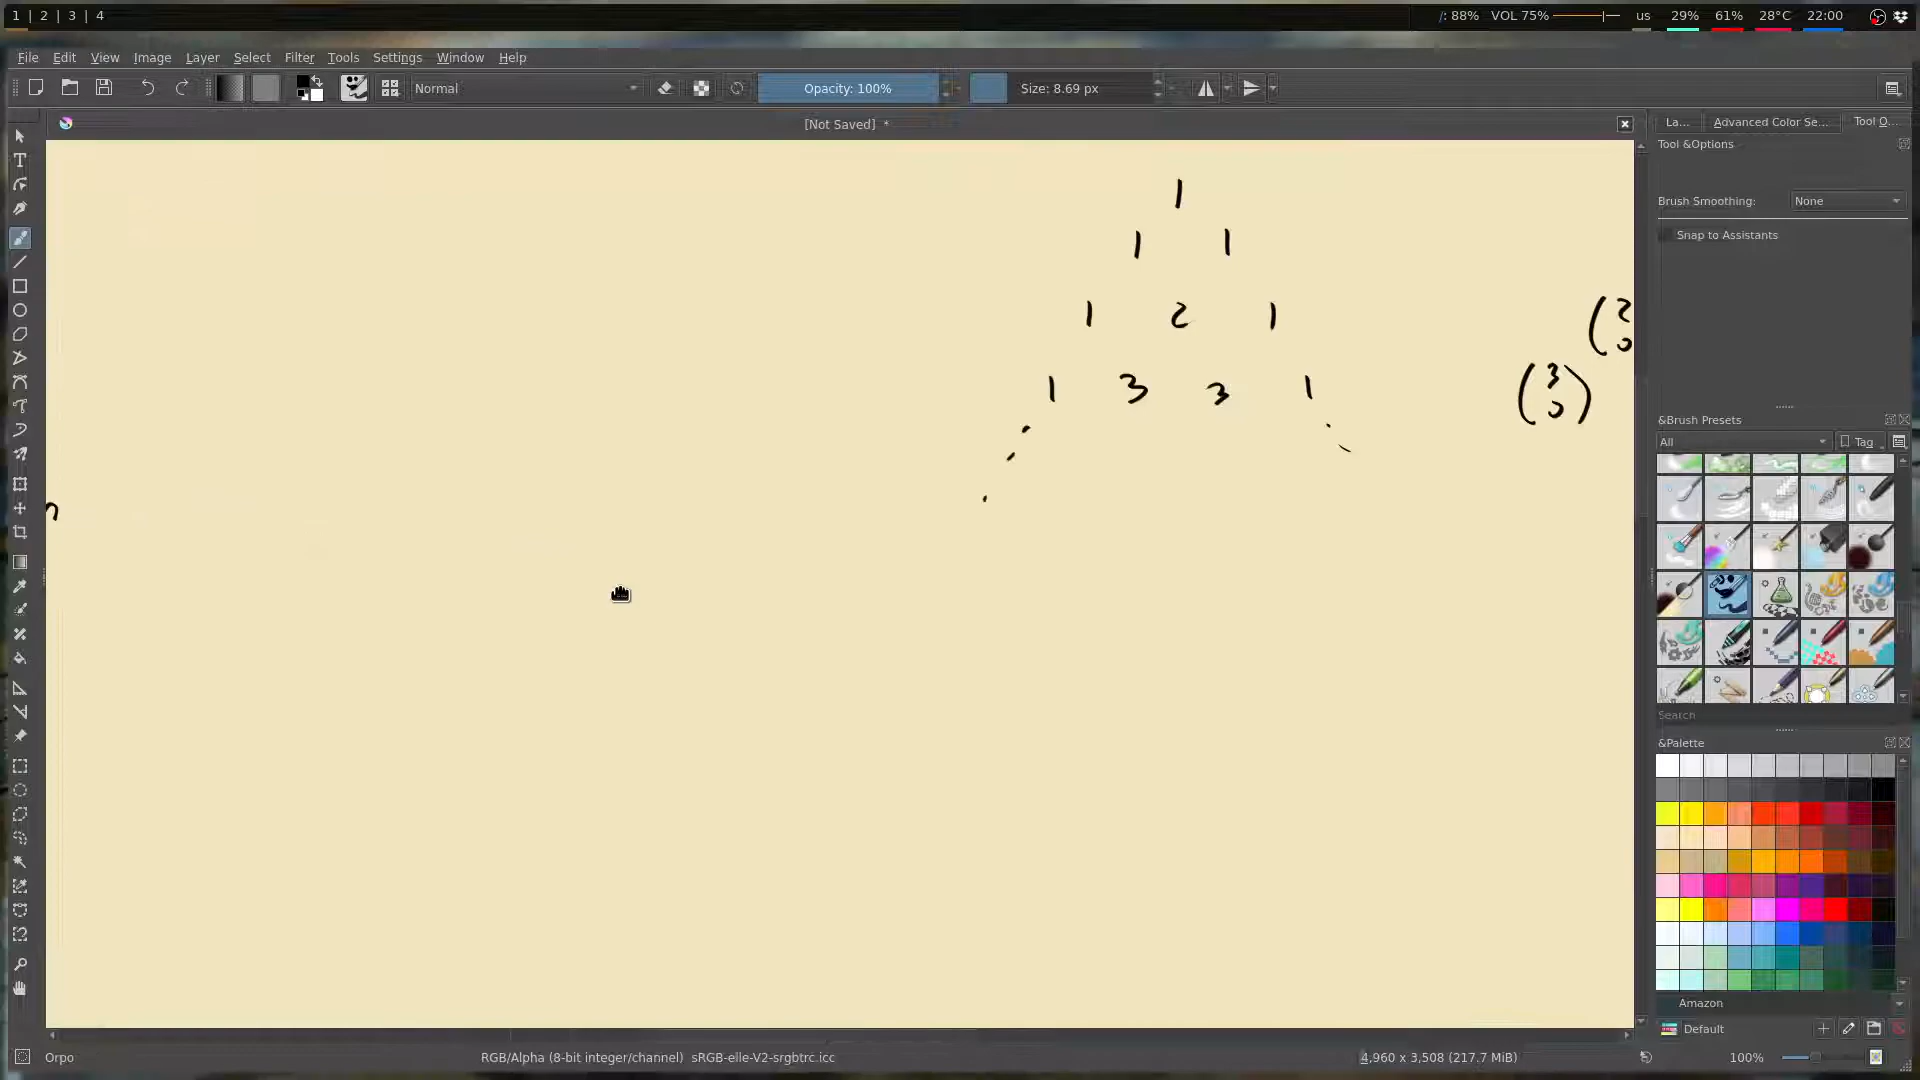 1 | 2 | 3 | 4
/: 88% VOL 75% us 29% 61% 28°C 22:00
File Edit View Image Layer Select Filter Tools Settings Window Help
Normal Opacity: 100% Size: 8.69 px
[Not Saved] *
La... Advanced Color Se... Tool O...
Tool &Options
Brush Smoothing: None
Snap to Assistants
1
1 1
1 2 1
1 3 3 1
(2 0
(3 0)
n
&Brush Presets
All Tag
Search
&Palette
Amazon
Default
Orpo
RGB/Alpha (8-bit integer/channel) sRGB-elle-V2-srgbtrc.icc
4,960 x 3,508 (217.7 MiB)
100%